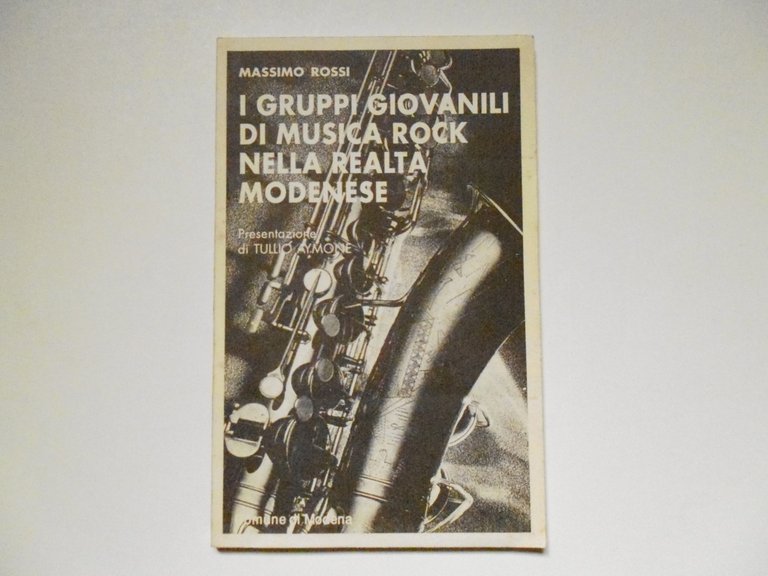 MASSIMO ROSSI
I GRUPPI GIOVANILI
DI MUSICA ROCK
NELLA REALTÀ
MODENESE
Presentazione
di TULLIO AYMONE
Comune di Modena